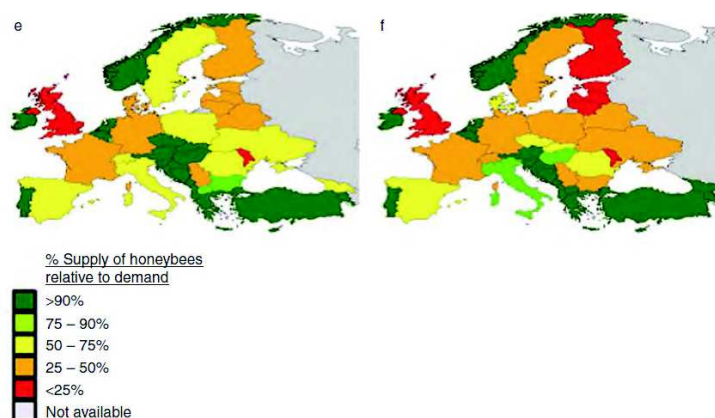 e
f
% Supply of honeybees
relative to demand
>90%
75 – 90%
50 – 75%
25 – 50%
<25%
Not available